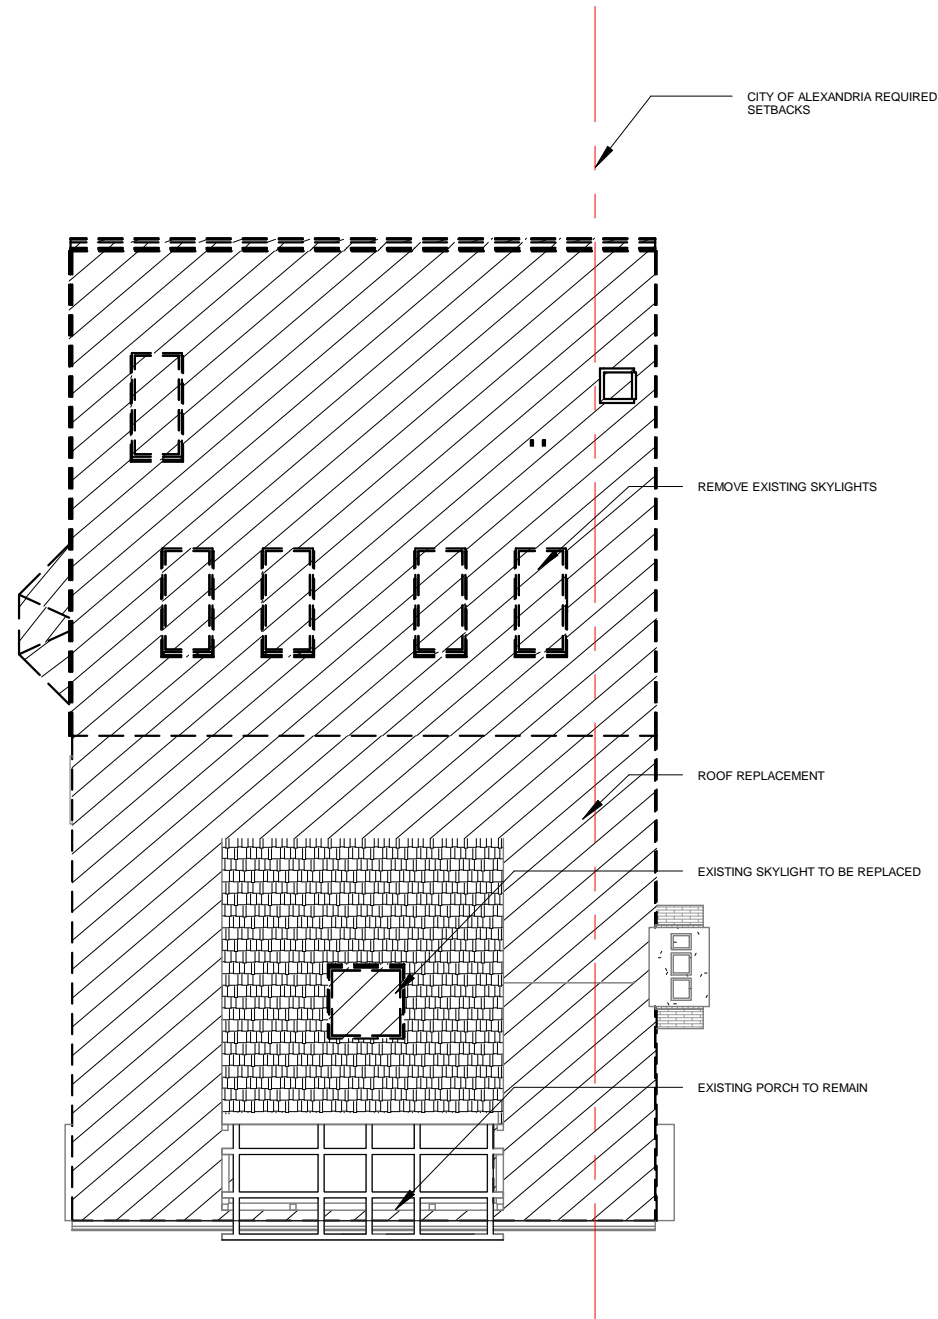 CITY OF ALEXANDRIA REQUIRED
SETBACKS
REMOVE EXISTING SKYLIGHTS
ROOF REPLACEMENT
EXISTING SKYLIGHT TO BE REPLACED
EXISTING PORCH TO REMAIN